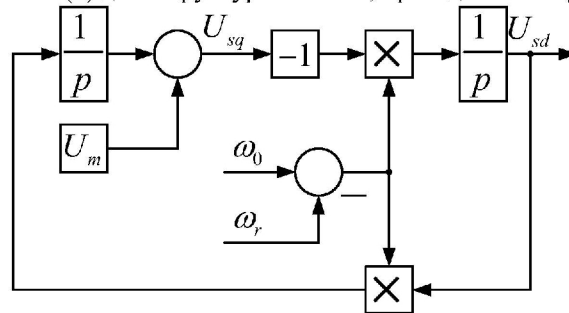 1/p
U_sq
-1
×
1/p
U_sd
U_m
ω_0
−
ω_r
×